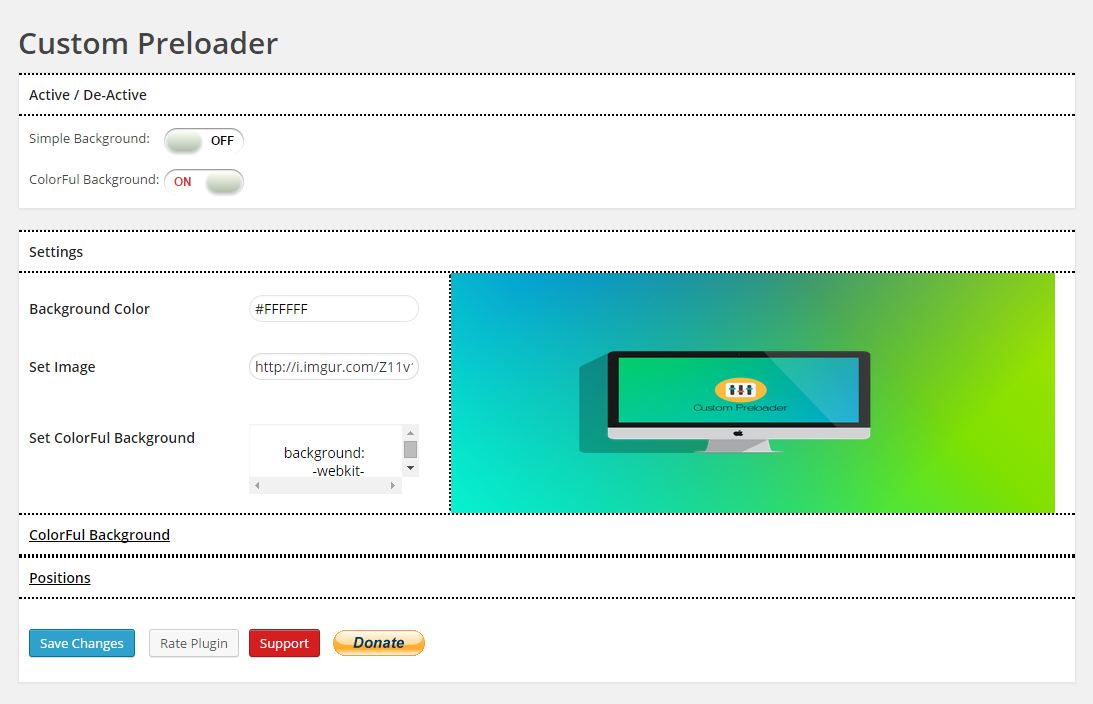 Custom Preloader
Active / De-Active
Simple Background: OFF
ColorFul Background: ON
Settings
Background Color #FFFFFF
Set Image http://i.imgur.com/Z11v
Set ColorFul Background
background:
-webkit-
Custom Preloader
ColorFul Background
Positions
Save Changes Rate Plugin Support Donate